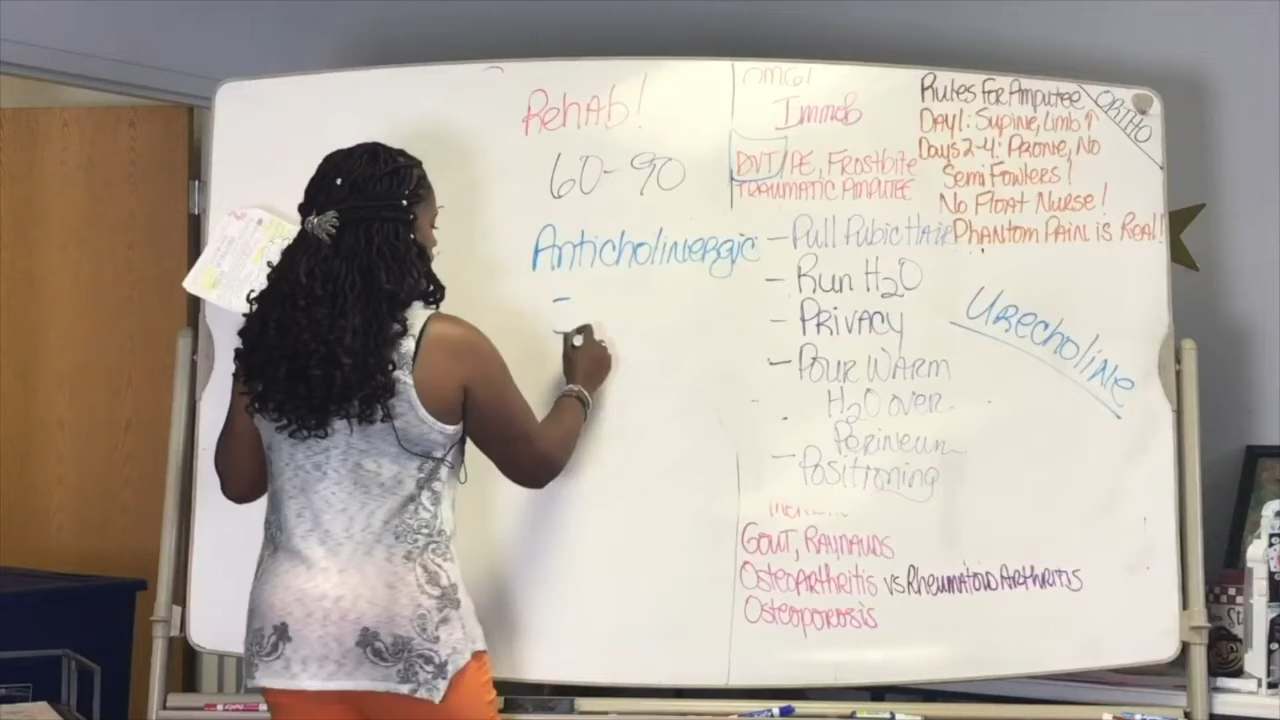 Rehab!
60-90
Anticholinergic
-
Immob
DVT/PE, Frostbite
Traumatic Amputee
- Pull Pubic Hair
- Run H2O
- Privacy
- Pour Warm
H2O over
Perineum
- Positioning
Gout, Raynauds
Osteoarthritis vs Rheumatoid Arthritis
Osteoporosis
Rules For Amputee
Day 1: Supine, Limb ↑
Days 2-4: Prone, No
Semi Fowlers!
No Float Nurse!
Phantom Pain is Real!
ORTHO
Urecholine